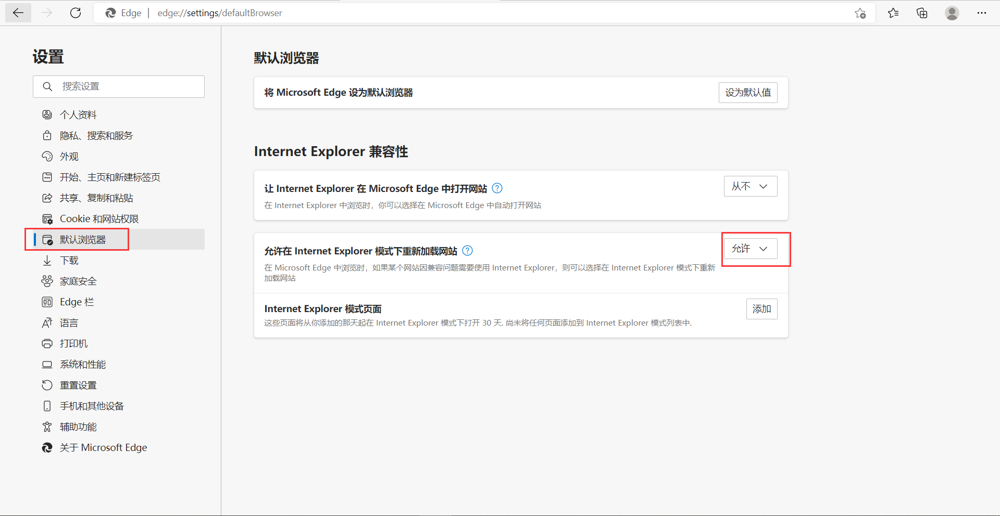 Edge | edge://settings/defaultBrowser
设置
搜索设置
个人资料
隐私、搜索和服务
外观
开始、主页和新建标签页
共享、复制和粘贴
Cookie 和网站权限
默认浏览器
下载
家庭安全
Edge 栏
语言
打印机
系统和性能
重置设置
手机和其他设备
辅助功能
关于 Microsoft Edge
默认浏览器
将 Microsoft Edge 设为默认浏览器
设为默认值
Internet Explorer 兼容性
让 Internet Explorer 在 Microsoft Edge 中打开网站
从不
在 Internet Explorer 中浏览时，你可以选择在 Microsoft Edge 中自动打开网站
允许在 Internet Explorer 模式下重新加载网站
允许
在 Microsoft Edge 中浏览时，如果某个网站因兼容问题需要使用 Internet Explorer，则可以选择在 Internet Explorer 模式下重新
加载网站
Internet Explorer 模式页面
添加
这些页面将从你添加的那天起在 Internet Explorer 模式下打开 30 天. 尚未将任何页面添加到 Internet Explorer 模式列表中.